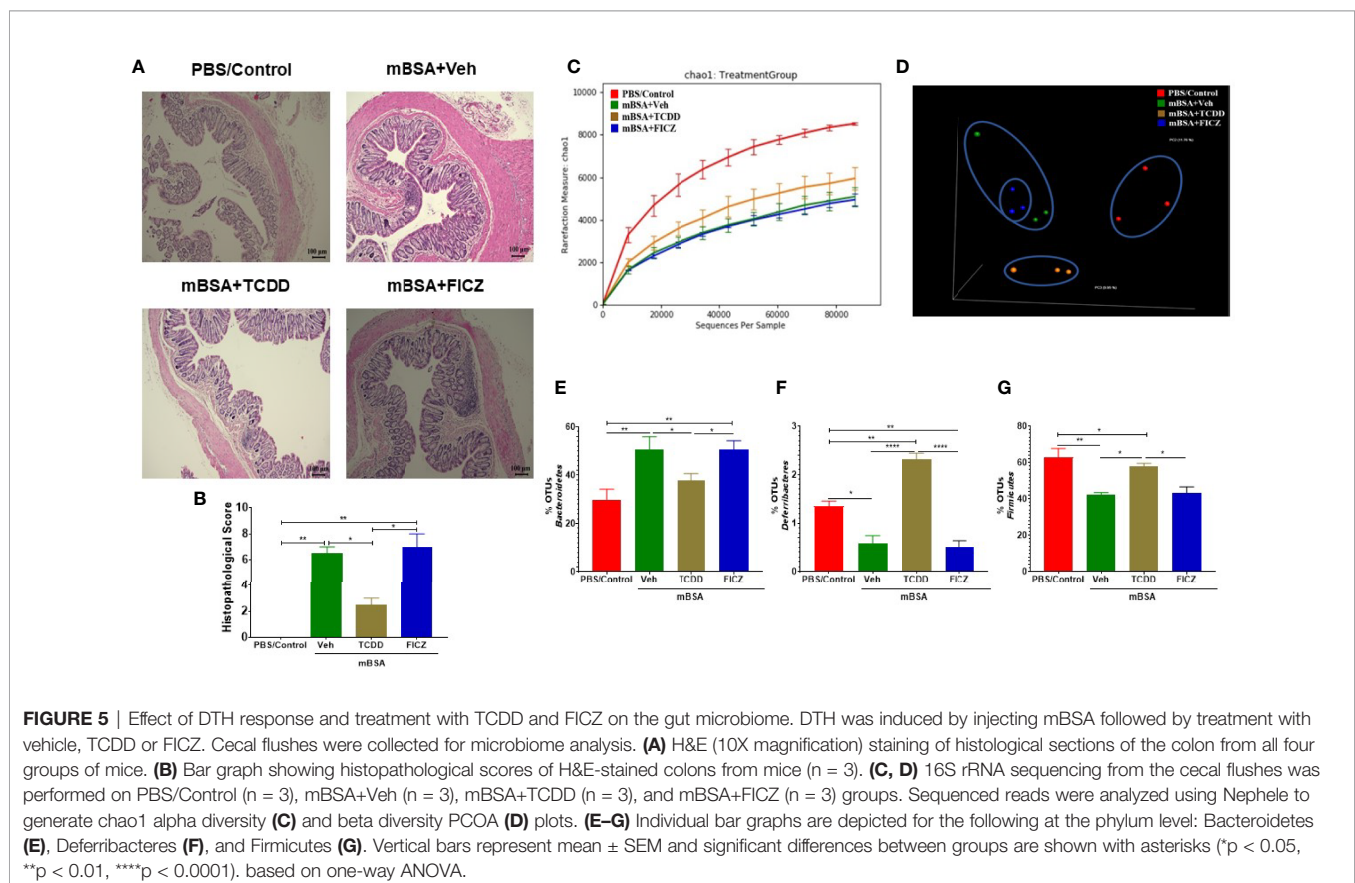 A
PBS/Control
mBSA+Veh
100 µm
100 µm
mBSA+TCDD
mBSA+FICZ
100 µm
100 µm
B
Histopathological Score
10
8
6
4
2
0
**
*
**
*
PBS/Control Veh TCDD FICZ
mBSA
C
chao1: TreatmentGroup
PBS/Control
mBSA+Veh
mBSA+TCDD
mBSA+FICZ
Rarefaction Measure: chao1
10000
8000
6000
4000
2000
0
0 20000 40000 60000 80000
Sequences Per Sample
D
PBS/Control
mBSA+Veh
mBSA+TCDD
mBSA+FICZ
E
% OTUs
Bacteroidetes
60
40
20
0
**
** * *
PBS/Control Veh TCDD FICZ
mBSA
F
% OTUs
Deferribacteres
3
2
1
0
**
**
**** ****
*
PBS/Control Veh TCDD FICZ
mBSA
G
% OTUs
Firmicutes
80
60
40
20
0
*
**
* *
PBS/Control Veh TCDD FICZ
mBSA
FIGURE 5 | Effect of DTH response and treatment with TCDD and FICZ on the gut microbiome. DTH was induced by injecting mBSA followed by treatment with
vehicle, TCDD or FICZ. Cecal flushes were collected for microbiome analysis. (A) H&E (10X magnification) staining of histological sections of the colon from all four
groups of mice. (B) Bar graph showing histopathological scores of H&E-stained colons from mice (n = 3). (C, D) 16S rRNA sequencing from the cecal flushes was
performed on PBS/Control (n = 3), mBSA+Veh (n = 3), mBSA+TCDD (n = 3), and mBSA+FICZ (n = 3) groups. Sequenced reads were analyzed using Nephele to
generate chao1 alpha diversity (C) and beta diversity PCOA (D) plots. (E–G) Individual bar graphs are depicted for the following at the phylum level: Bacteroidetes
(E), Deferribacteres (F), and Firmicutes (G). Vertical bars represent mean ± SEM and significant differences between groups are shown with asterisks (*p < 0.05,
**p < 0.01, ****p < 0.0001). based on one-way ANOVA.